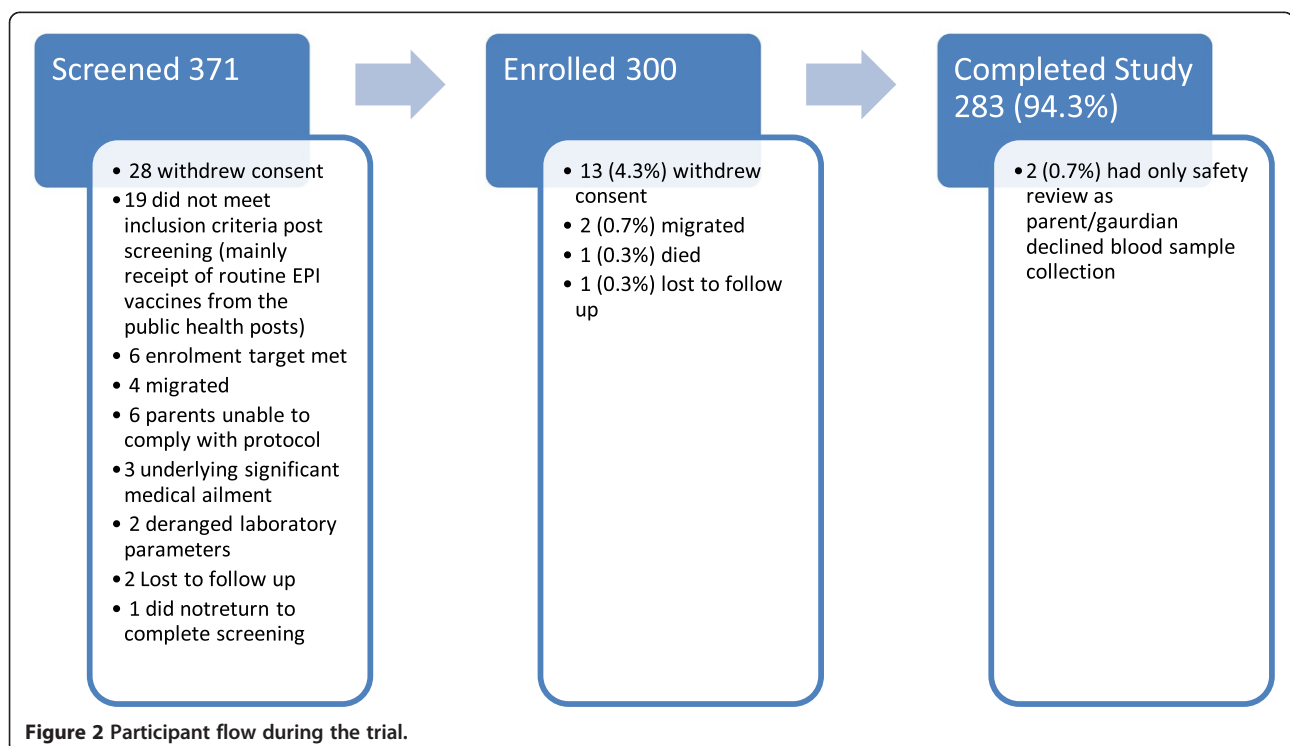 Screened 371
• 28 withdrew consent
•19 did not meet
inclusion criteria post
screening (mainly
receipt of routine EPI
vaccines from the
public health posts)
• 6 enrolment target met
• 4 migrated
• 6 parents unable to
comply with protocol
•3 underlying significant
medical ailment
• 2 deranged laboratory
parameters
•2 Lost to follow up
• 1 did notreturn to
complete screening
Enrolled 300
• 13 (4.3%) withdrew
consent
• 2 (0.7%) migrated
• 1 (0.3%) died
• 1 (0.3%) lost to follow
up
Completed Study
283 (94.3%)
•2 (0.7%) had only safety
review as
parent/gaurdian
declined blood sample
collection
Figure 2 Participant flow during the trial.